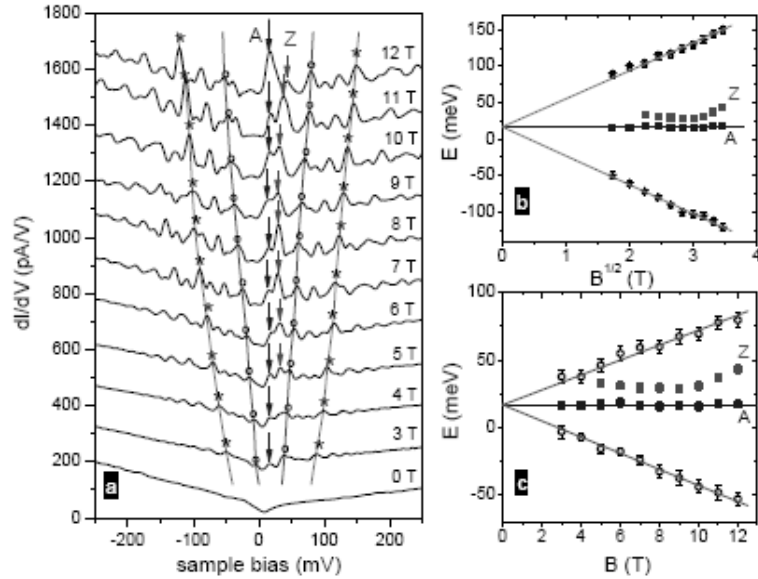 1800
1600
1400
1200
1000
800
600
400
200
0
dI/dV (pA/V)
A
Z
12 T
11 T
10 T
9 T
8 T
7 T
6 T
5 T
4 T
3 T
0 T
a
-200
-100
0
100
200
sample bias (mV)
150
100
50
0
-50
-100
E (meV)
Z
A
b
0
1
2
3
4
B^1/2 (T)
100
50
0
-50
E (meV)
Z
A
c
0
2
4
6
8
10
12
B (T)